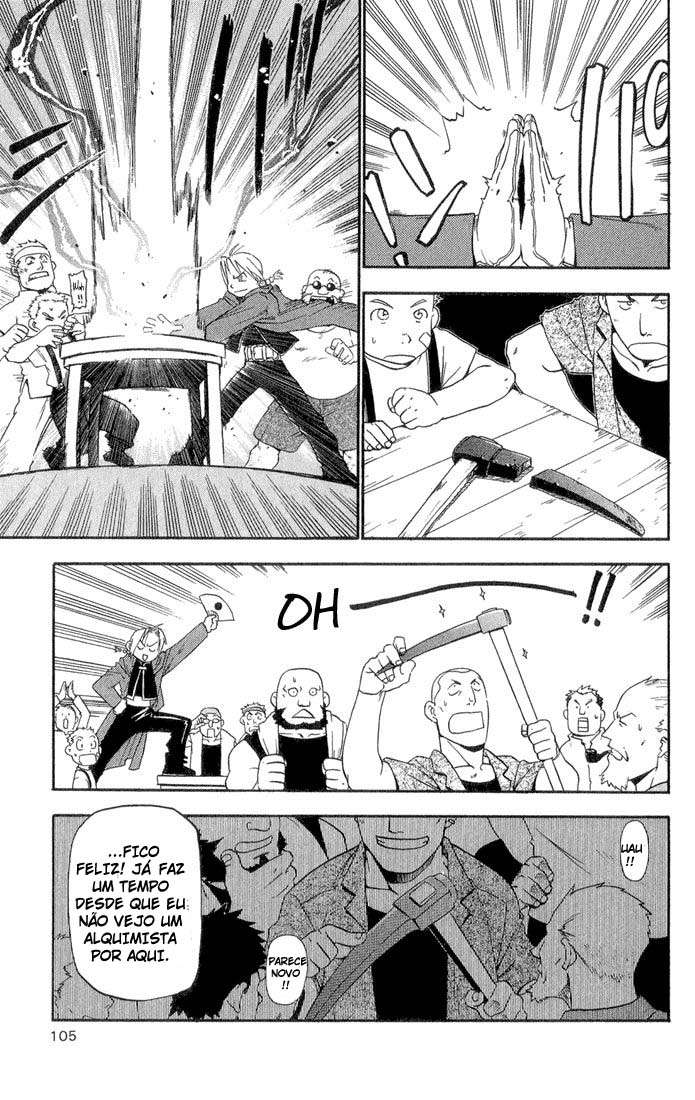 WAH
!!
OH
!!
UAU
!!
PARECE
NOVO
!!
...FICO
FELIZ! JÁ FAZ
UM TEMPO
DESDE QUE EU
NÃO VEJO UM
ALQUIMISTA
POR AQUI.
105